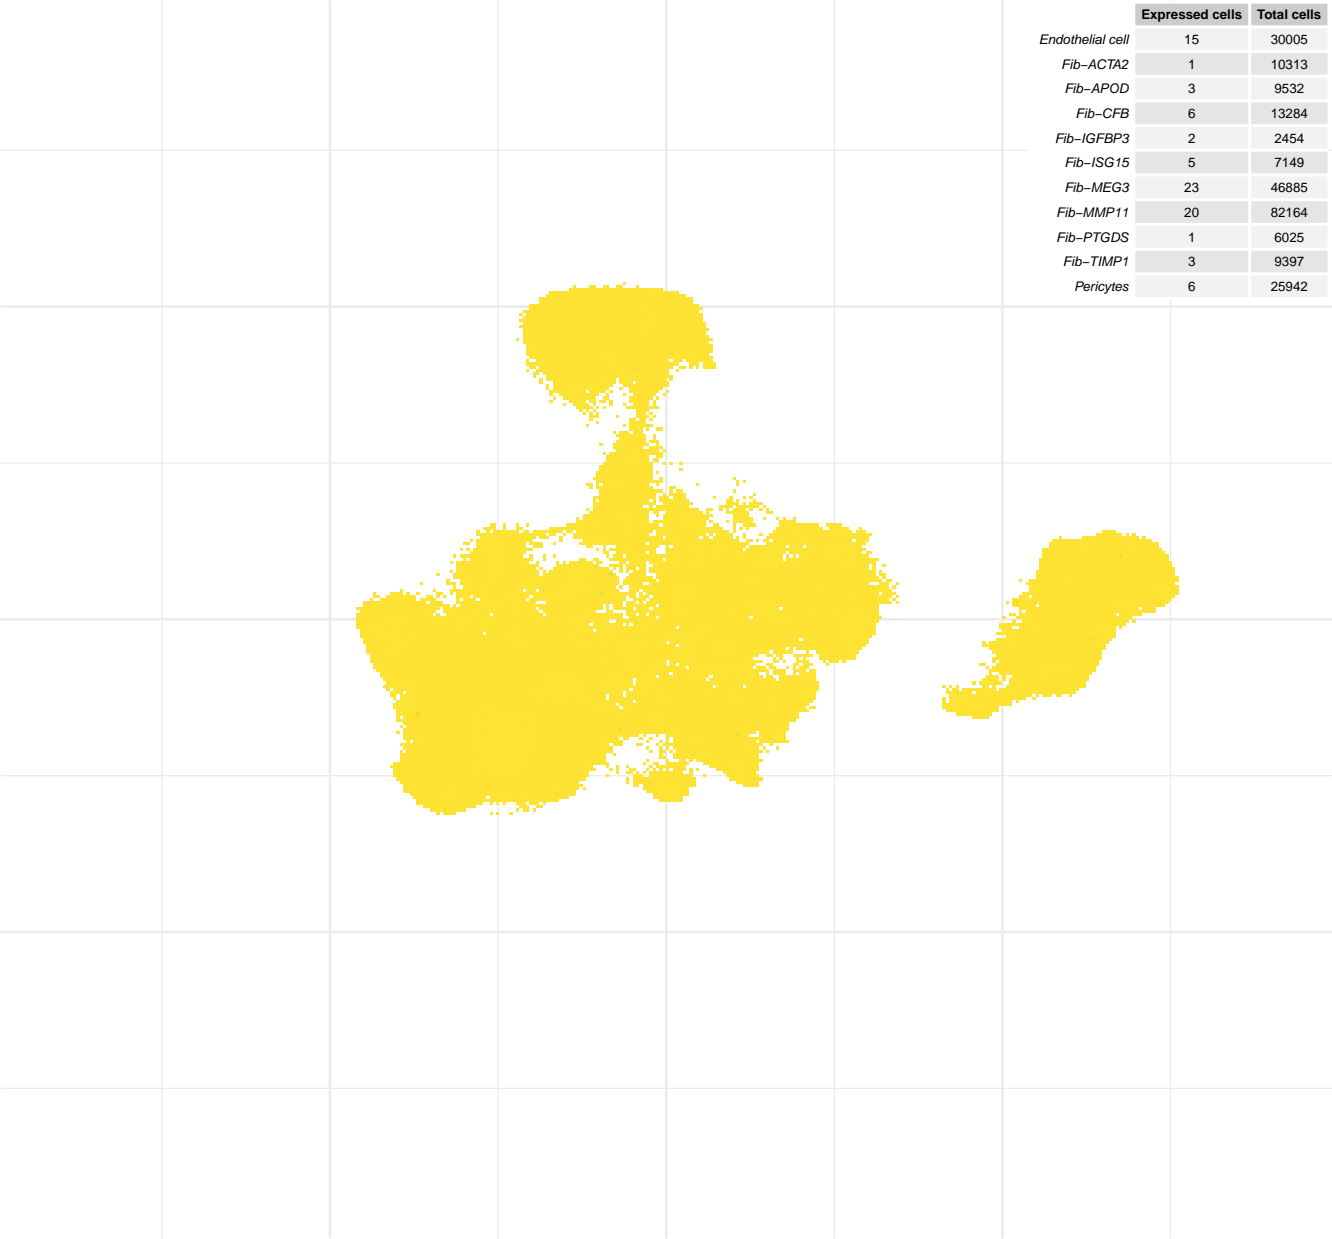 Expressed cells Total cells
Endothelial cell 15 30005
Fib−ACTA2 1 10313
Fib−APOD 3 9532
Fib−CFB 6 13284
Fib−IGFBP3 2 2454
Fib−ISG15 5 7149
Fib−MEG3 23 46885
Fib−MMP11 20 82164
Fib−PTGDS 1 6025
Fib−TIMP1 3 9397
Pericytes 6 25942